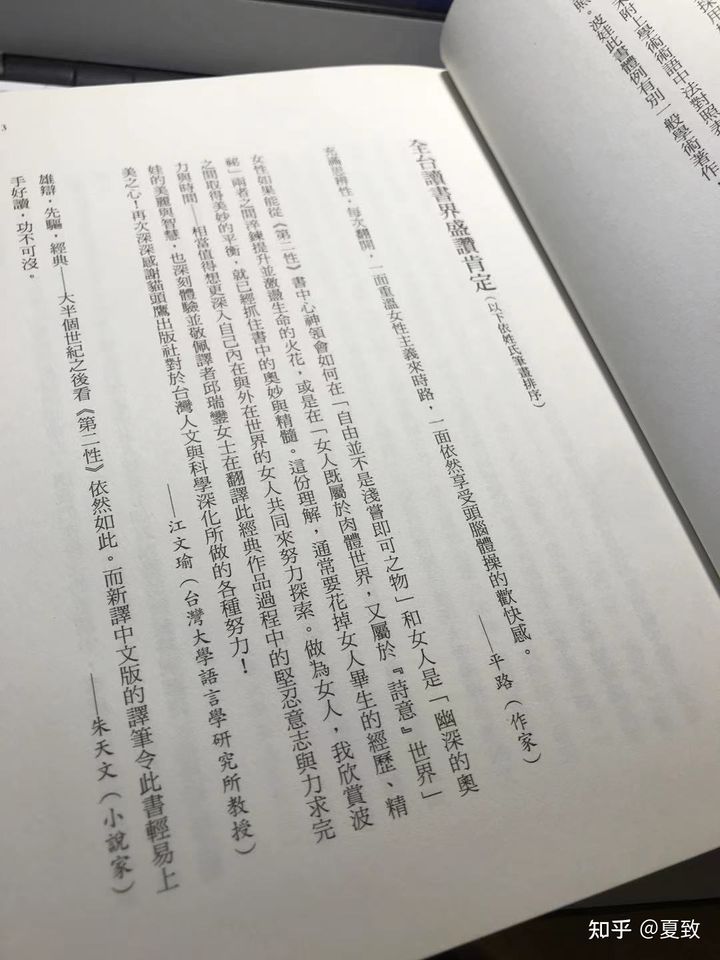 採用
附上學術術語中法對照表
照。波娃此書體例有別一般學術著作
全台讀書界盛讚肯定（以下依姓氏筆畫排序）
充滿思辨性，每次翻開，一面重溫女性主義來時路，一面依然享受頭腦體操的歡快感。
——平路（作家）
女性如果能從《第二性》書中心神領會如何在「自由並不是淺嘗即可之物」和女人是「幽深的奧
祕」兩者之間淬鍊提升並激盪生命的火花，或是在「女人既屬於肉體世界，又屬於『詩意』世界」
之間取得美妙的平衡，就已經抓住書中的奧妙與精髓。這份理解，通常要花掉女人畢生的經歷、精
力與時間——相當值得想更深入自己內在與外在世界的女人共同來努力探索。做為女人，我欣賞波
娃的美麗與智慧，也深刻體驗並敬佩譯者邱瑞鑾女士在翻譯此經典作品過程中的堅忍意志與力求完
美之心！再次深深感謝貓頭鷹出版社對於台灣人文與科學深化所做的各種努力！
——江文瑜（台灣大學語言學研究所教授）
雄辯，先驅，經典——大半個世紀之後看《第二性》依然如此。而新譯中文版的譯筆令此書輕易上
手好讀，功不可沒。
——朱天文（小說家）
3
知乎 @夏致